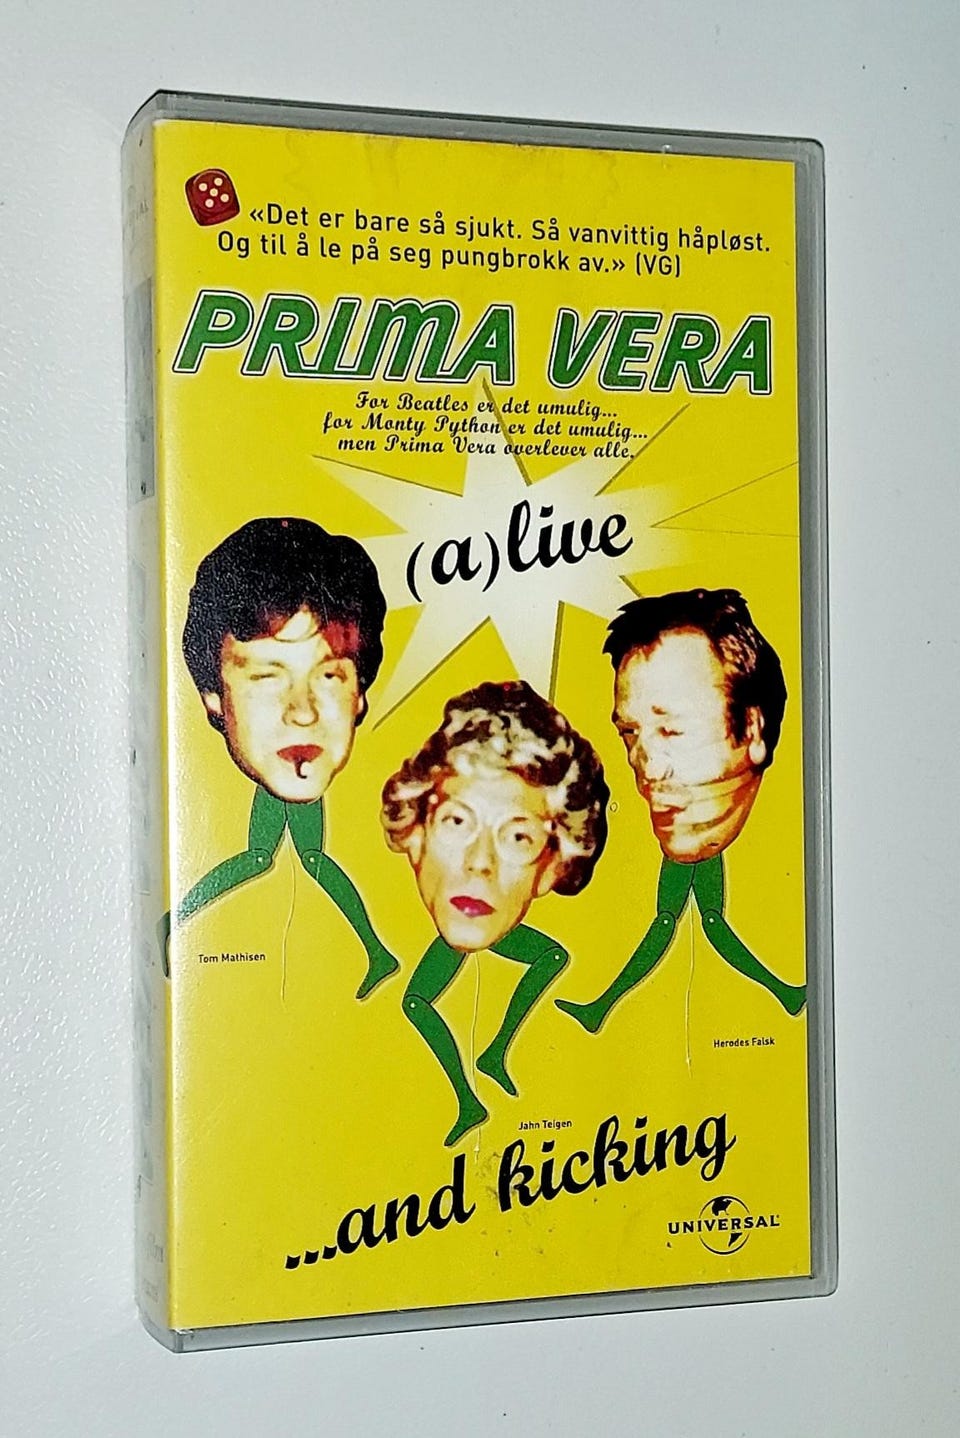 «Det er bare så sjukt. Så vanvittig håpløst.
Og til å le på seg pungbrokk av.» (VG)
PRIMA VERA
For Beatles er det umulig...
for Monty Python er det umulig...
men Prima Vera overlever alle.
(a)live
Tom Mathisen
Herodes Falsk
Jahn Teigen
...and kicking
UNIVERSAL